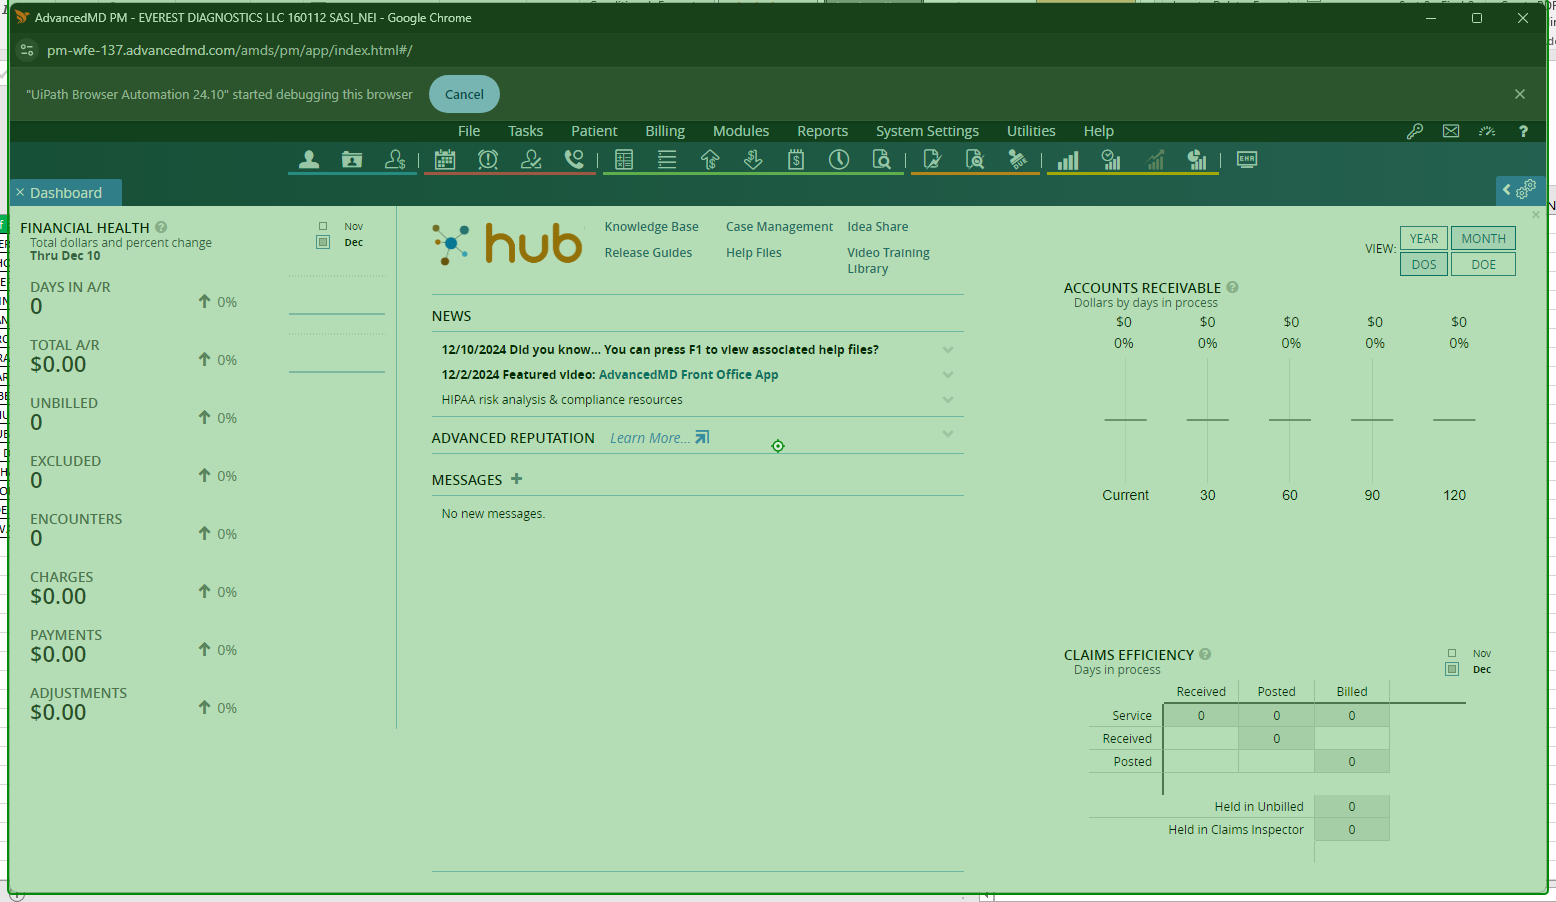 AdvancedMD PM - EVEREST DIAGNOSTICS LLC 160112 SASI_NEI - Google Chrome
pm-wfe-137.advancedmd.com/amds/pm/app/index.html#/
"UiPath Browser Automation 24.10" started debugging this browser
Cancel
File Tasks Patient Billing Modules Reports System Settings Utilities Help
EHR
Dashboard
FINANCIAL HEALTH
Total dollars and percent change
Thru Dec 10
Nov
Dec
DAYS IN A/R
0
0%
TOTAL A/R
$0.00
0%
UNBILLED
0
0%
EXCLUDED
0
0%
ENCOUNTERS
0
0%
CHARGES
$0.00
0%
PAYMENTS
$0.00
0%
ADJUSTMENTS
$0.00
0%
hub
Knowledge Base Case Management Idea Share
Release Guides Help Files Video Training
Library
NEWS
12/10/2024 Did you know... You can press F1 to view associated help files?
12/2/2024 Featured video: AdvancedMD Front Office App
HIPAA risk analysis & compliance resources
ADVANCED REPUTATION Learn More...
MESSAGES +
No new messages.
VIEW: YEAR MONTH
DOS DOE
ACCOUNTS RECEIVABLE
Dollars by days in process
$0 $0 $0 $0 $0
0% 0% 0% 0% 0%
Current 30 60 90 120
CLAIMS EFFICIENCY
Days in process
Nov
Dec
Received Posted Billed
Service 0 0 0
Received 0
Posted 0
Held in Unbilled 0
Held in Claims Inspector 0